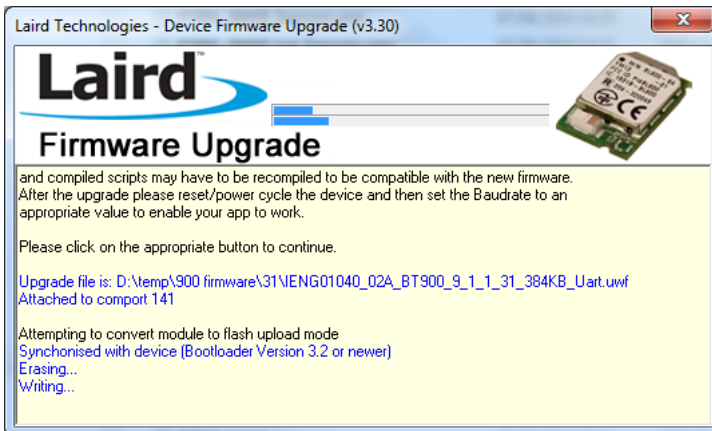 Laird Technologies - Device Firmware Upgrade (v3.30)
Laird™
Firmware Upgrade
and compiled scripts may have to be recompiled to be compatible with the new firmware.
After the upgrade please reset/power cycle the device and then set the Baudrate to an
appropriate value to enable your app to work.
Please click on the appropriate button to continue.
Upgrade file is: D:\temp\900 firmware\31\IENG01040_02A_BT900_9_1_1_31_384KB_Uart.uwf
Attached to comport 141
Attempting to convert module to flash upload mode
Synchonised with device (Bootloader Version 3.2 or newer)
Erasing...
Writing...